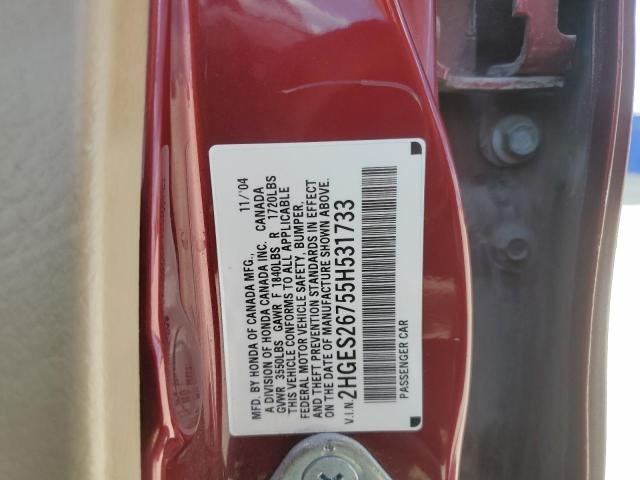 MFD. BY HONDA OF CANADA MFG., 11/'04
A DIVISION OF HONDA CANADA INC. CANADA
GVWR 3550LBS GAWR F 1840LBS R 1720LBS
THIS VEHICLE CONFORMS TO ALL APPLICABLE
FEDERAL MOTOR VEHICLE SAFETY, BUMPER,
AND THEFT PREVENTION STANDARDS IN EFFECT
ON THE DATE OF MANUFACTURE SHOWN ABOVE.
V.I.N. 2HGES26755H531733
PASSENGER CAR